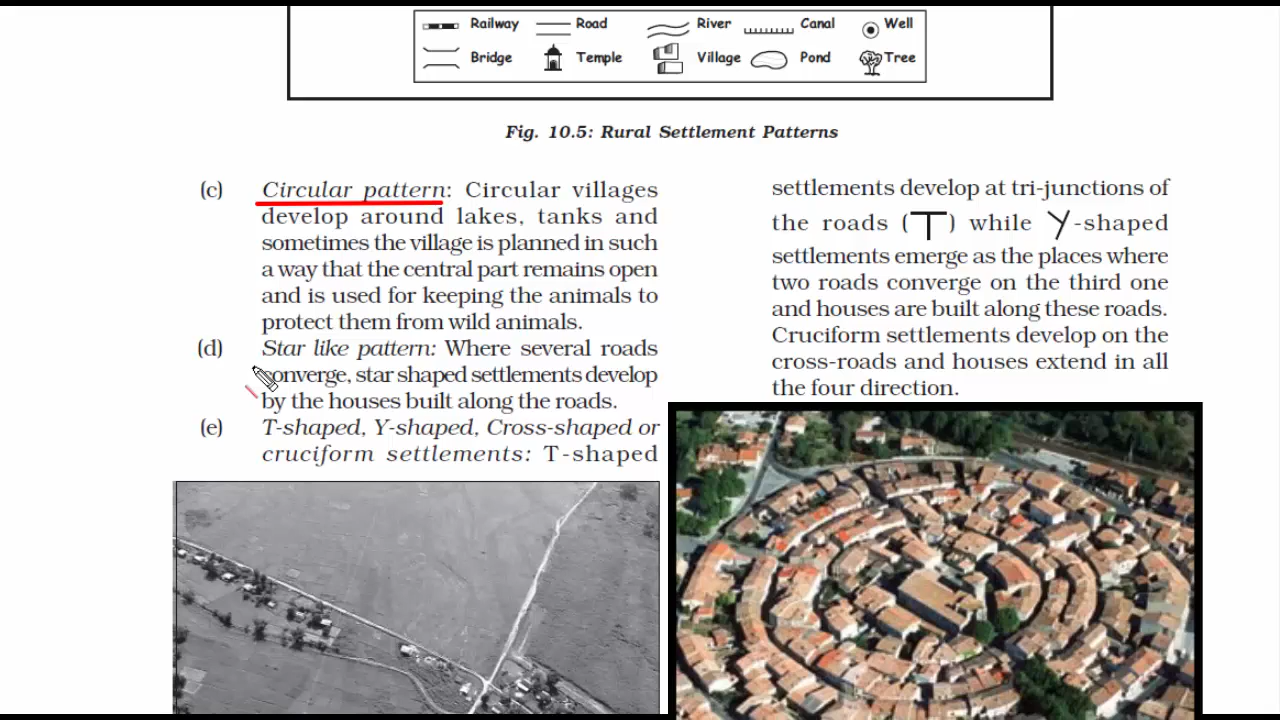 Railway Road River Canal Well
Bridge Temple Village Pond Tree
Fig. 10.5: Rural Settlement Patterns
(c) Circular pattern: Circular villages
develop around lakes, tanks and
sometimes the village is planned in such
a way that the central part remains open
and is used for keeping the animals to
protect them from wild animals.
(d) Star like pattern: Where several roads
converge, star shaped settlements develop
by the houses built along the roads.
(e) T-shaped, Y-shaped, Cross-shaped or
cruciform settlements: T-shaped
settlements develop at tri-junctions of
the roads (T) while Y-shaped
settlements emerge as the places where
two roads converge on the third one
and houses are built along these roads.
Cruciform settlements develop on the
cross-roads and houses extend in all
the four direction.